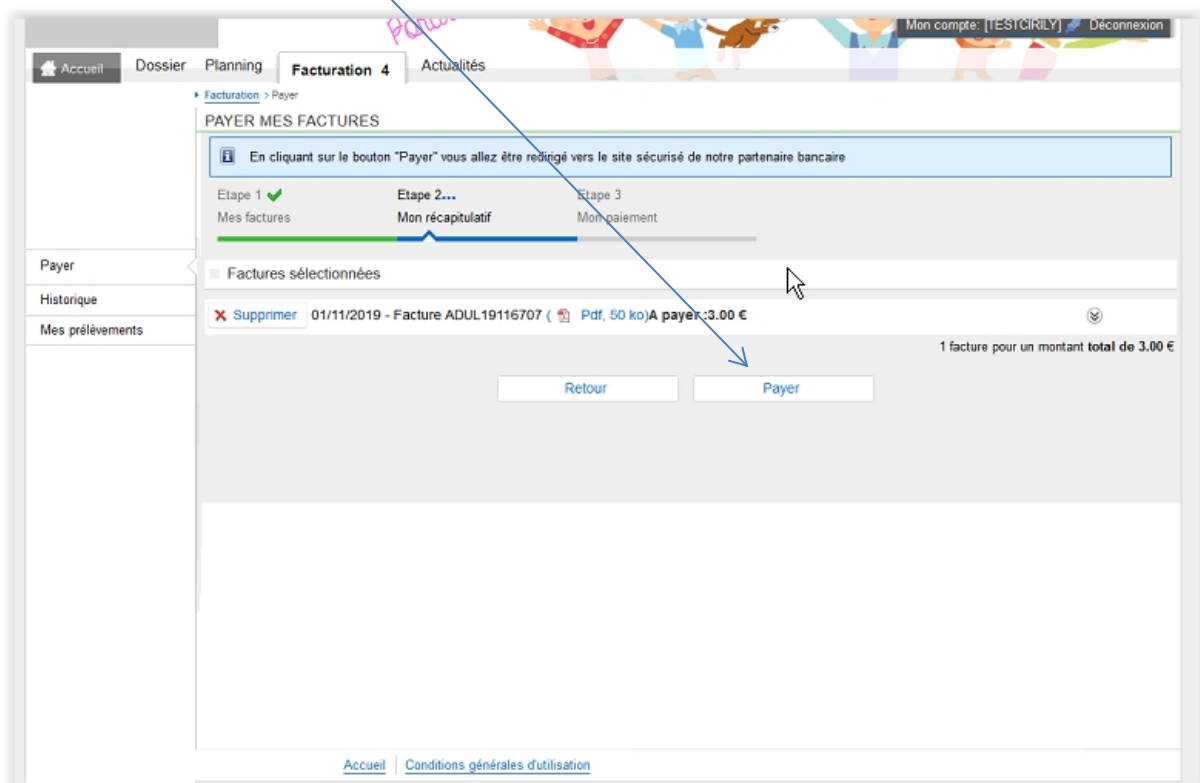 Mon compte: [TESTCIRILY] Déconnexion
Accueil Dossier Planning Facturation 4 Actualités
Facturation > Payer
PAYER MES FACTURES
En cliquant sur le bouton "Payer" vous allez être redirigé vers le site sécurisé de notre partenaire bancaire
Etape 1 Etape 2... Etape 3
Mes factures Mon récapitulatif Mon paiement
Payer
Historique
Mes prélèvements
Factures sélectionnées
Supprimer 01/11/2019 - Facture ADUL19116707 ( Pdf, 50 ko)A payer :3.00 €
1 facture pour un montant total de 3.00 €
Retour Payer
Accueil Conditions générales d'utilisation